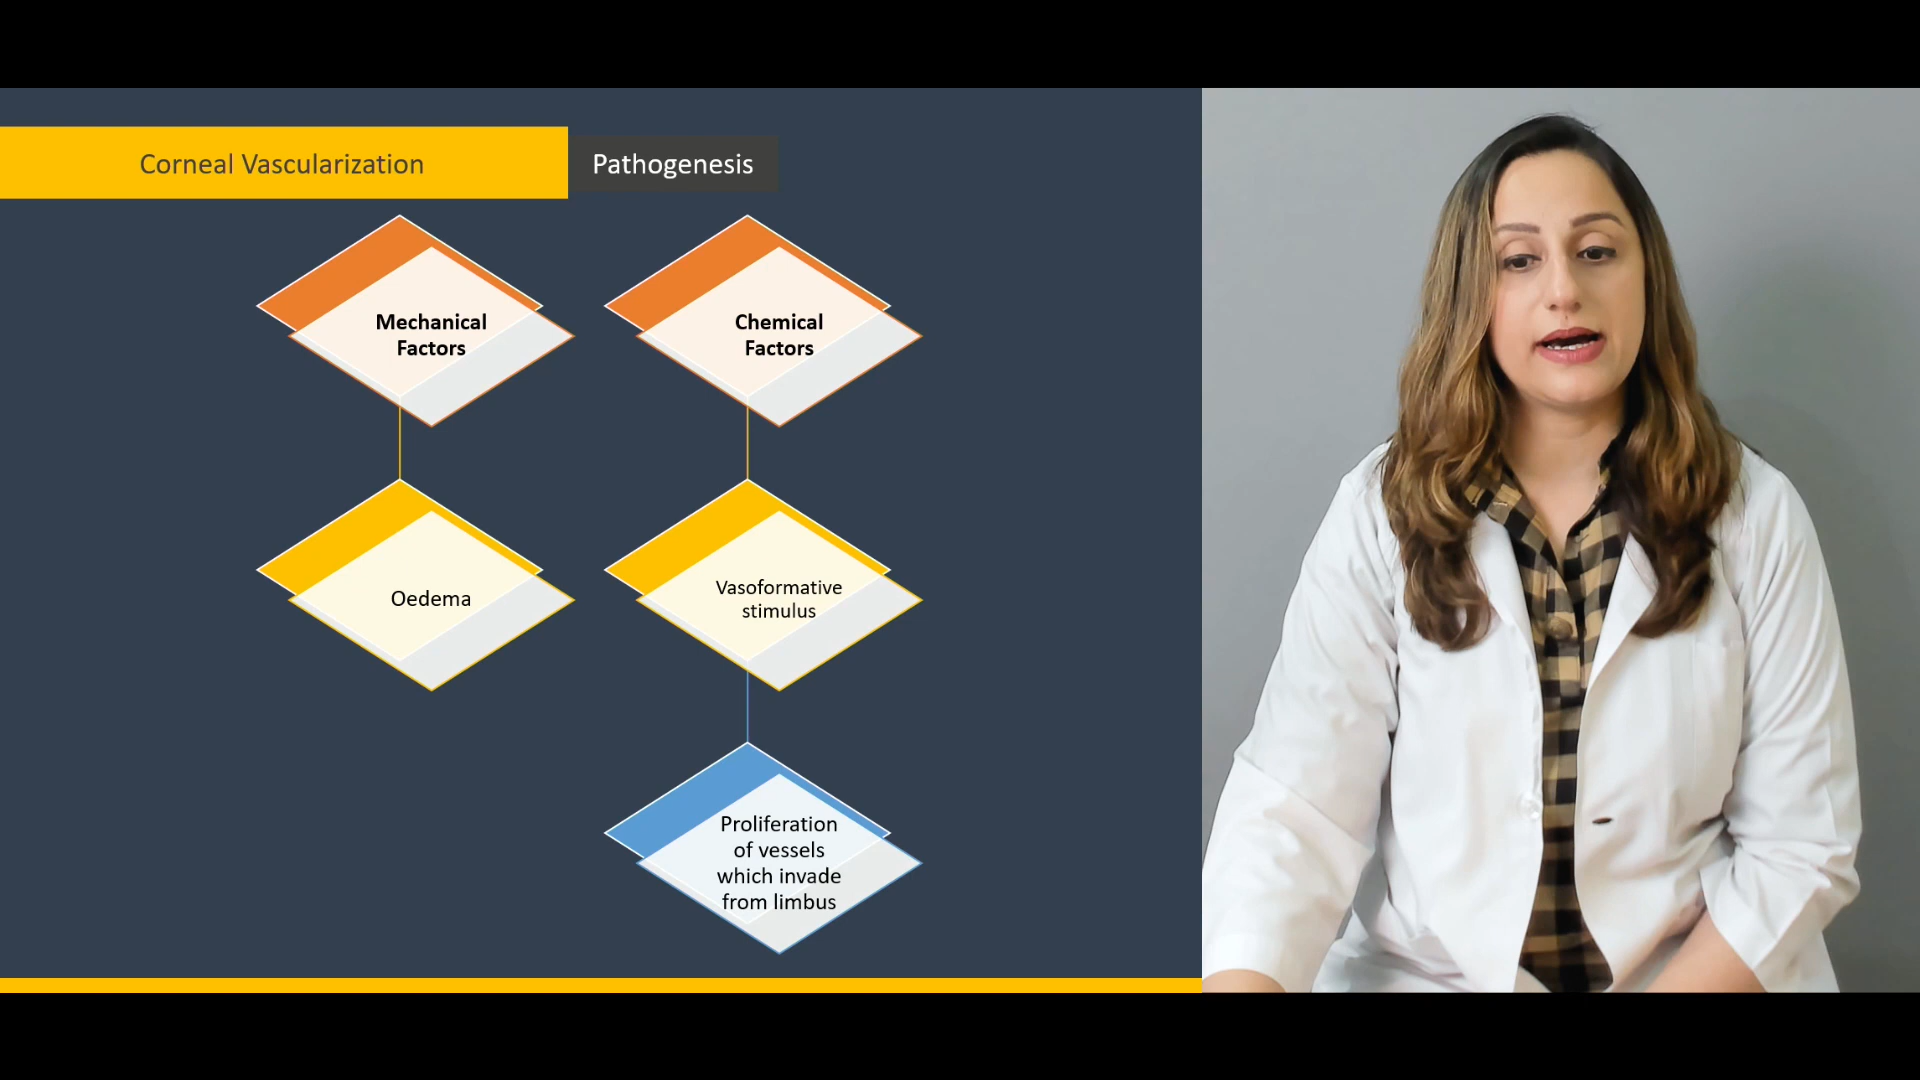 Corneal Vascularization
Pathogenesis
Mechanical
Factors
Chemical
Factors
Oedema
Vasoformative
stimulus
Proliferation
of vessels
which invade
from limbus